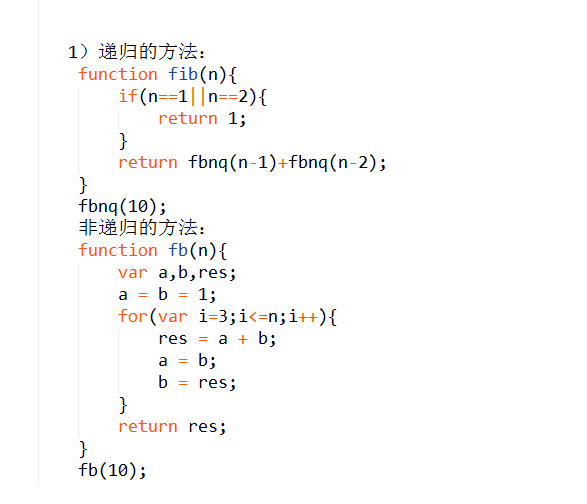 1）递归的方法：
function fib(n){
if(n==1||n==2){
return 1;
}
return fbnq(n-1)+fbnq(n-2);
}
fbnq(10);
非递归的方法：
function fb(n){
var a,b,res;
a = b = 1;
for(var i=3;i<=n;i++){
res = a + b;
a = b;
b = res;
}
return res;
}
fb(10);